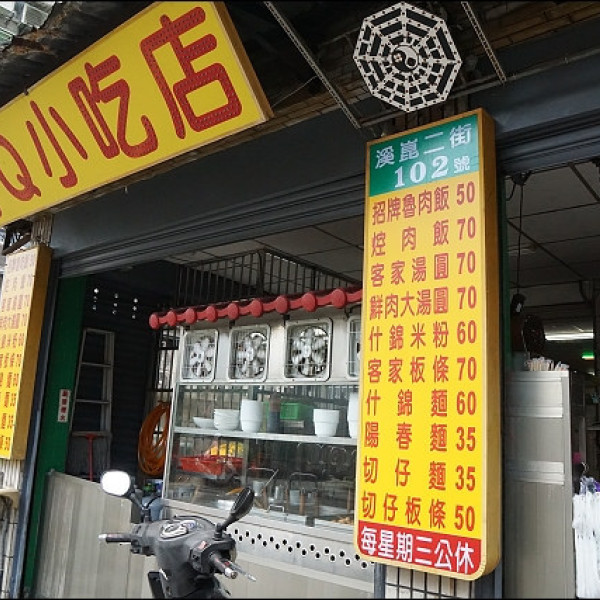 Q小吃店
溪崑二街
102號
招牌魯肉飯 50
焢肉飯 70
客家湯圓 70
鮮肉大湯圓 70
什錦米粉 60
客家板條 70
什錦麵 60
陽春麵 35
切仔麵 35
切仔板條 50
每星期三公休